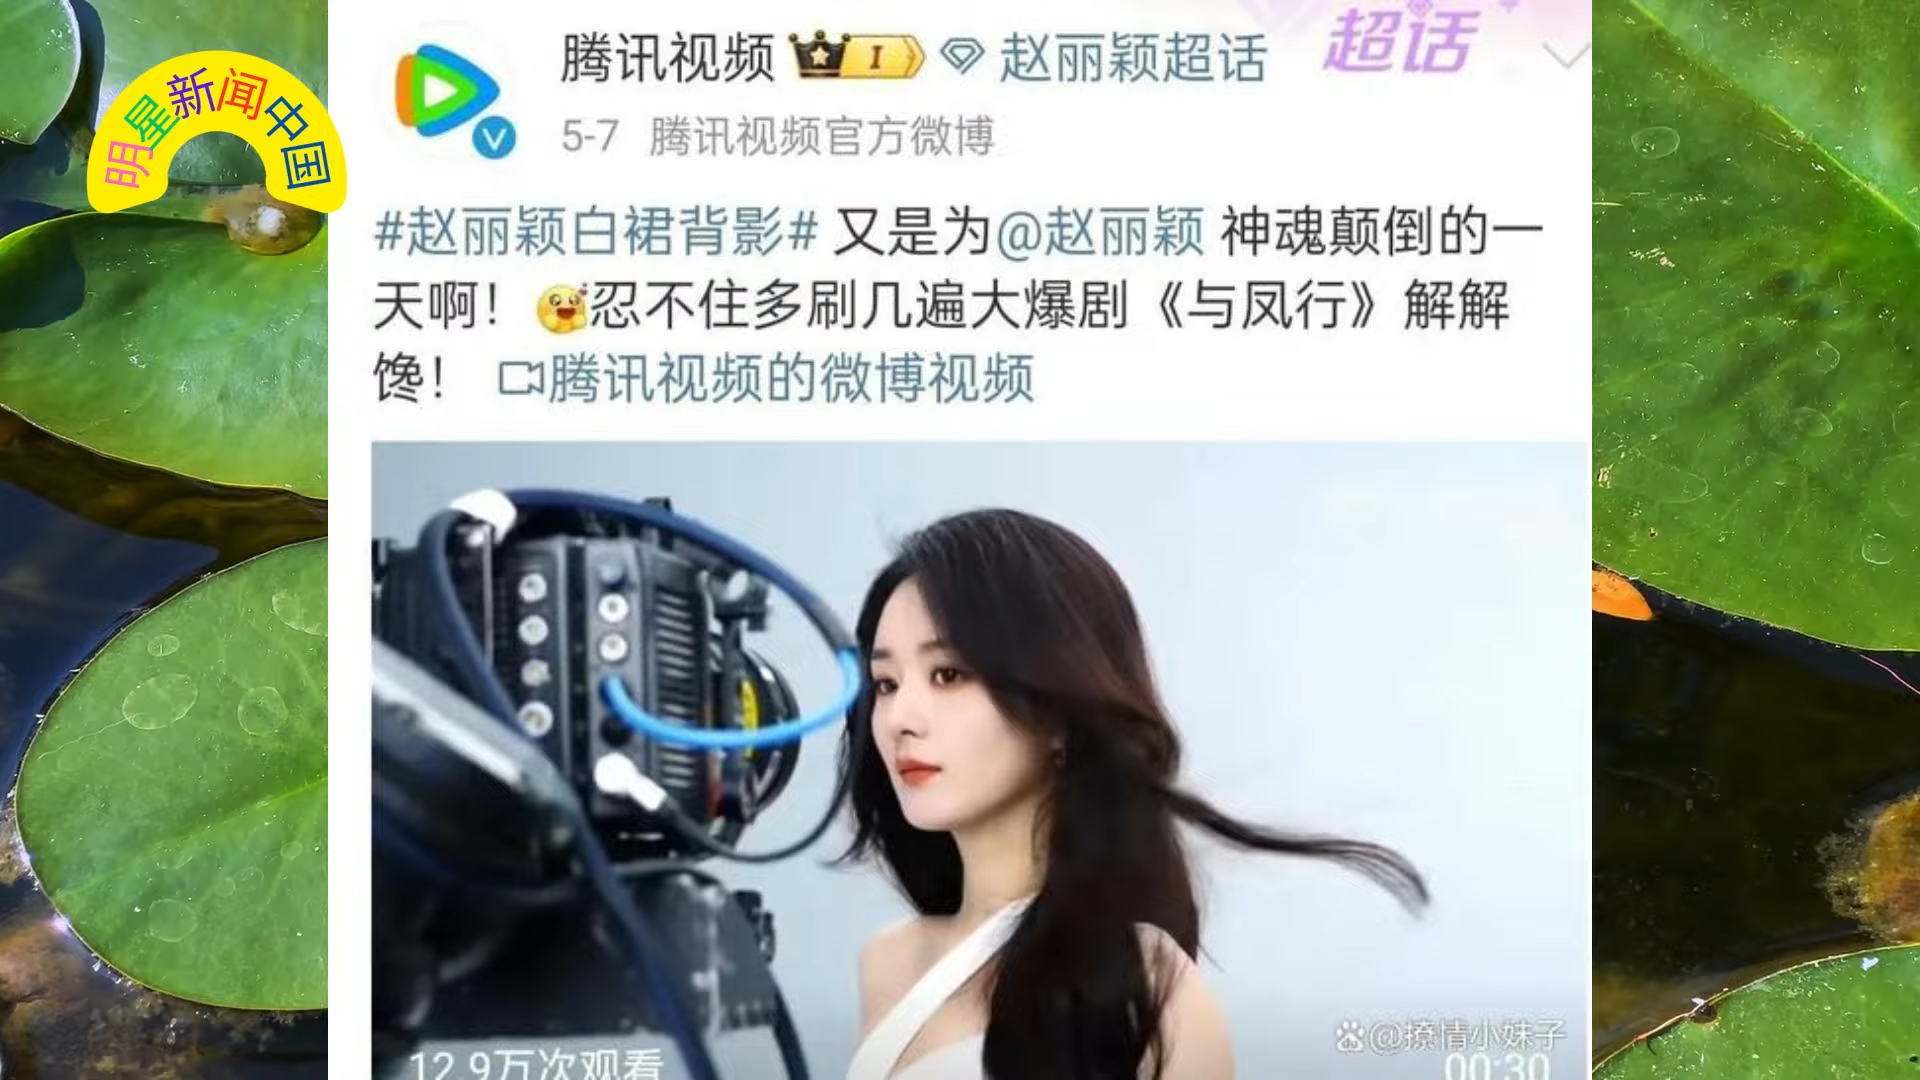 明星新闻中国
腾讯视频 I 赵丽颖超话
超话
5-7 腾讯视频官方微博
#赵丽颖白裙背影# 又是为@赵丽颖 神魂颠倒的一
天啊！忍不住多刷几遍大爆剧《与凤行》解解
馋！ 腾讯视频的微博视频
@撩情小妹子
12.9万次观看
00:30